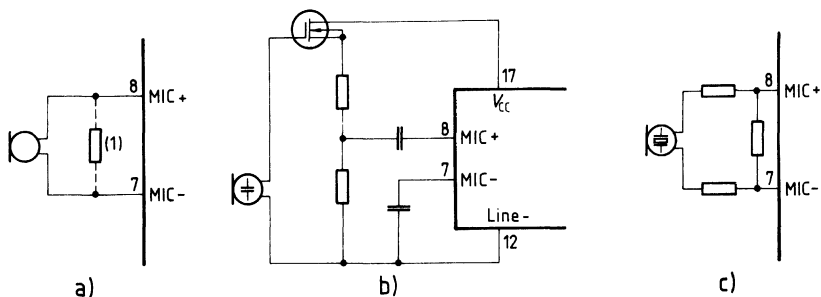 8
MIC+
(1)
7
MIC-
a)
17
V_CC
8
MIC+
7
MIC-
Line-
12
b)
8
MIC+
7
MIC-
c)